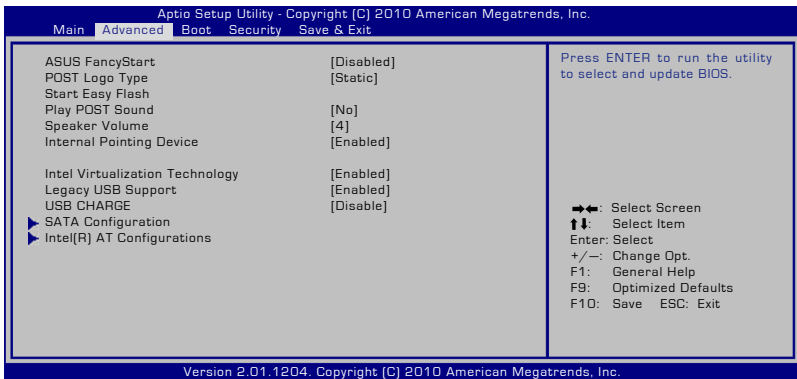 Aptio Setup Utility - Copyright (C) 2010 American Megatrends, Inc.
Main Advanced Boot Security Save & Exit
ASUS FancyStart [Disabled]
POST Logo Type [Static]
Start Easy Flash
Play POST Sound [No]
Speaker Volume [4]
Internal Pointing Device [Enabled]
Intel Virtualization Technology [Enabled]
Legacy USB Support [Enabled]
USB CHARGE [Disable]
SATA Configuration
Intel(R) AT Configurations
Press ENTER to run the utility
to select and update BIOS.
→←: Select Screen
↑↓: Select Item
Enter: Select
+/—: Change Opt.
F1: General Help
F9: Optimized Defaults
F10: Save ESC: Exit
Version 2.01.1204. Copyright (C) 2010 American Megatrends, Inc.